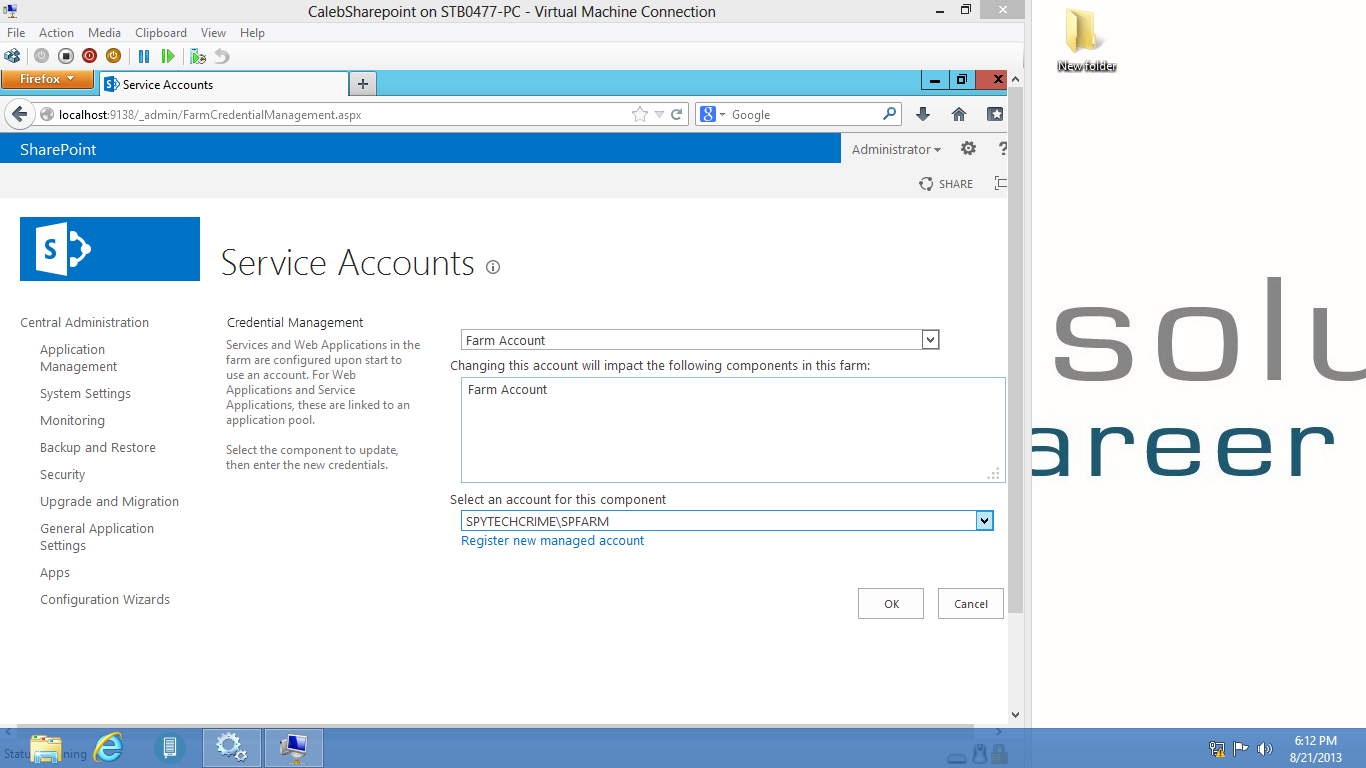 CalebSharepoint on STB0477-PC - Virtual Machine Connection
File Action Media Clipboard View Help
Firefox
Service Accounts
localhost:9138/_admin/FarmCredentialManagement.aspx
Google
SharePoint
Administrator
?
SHARE
S
Service Accounts
Central Administration
Application
Management
System Settings
Monitoring
Backup and Restore
Security
Upgrade and Migration
General Application
Settings
Apps
Configuration Wizards
Credential Management
Services and Web Applications in the
farm are configured upon start to
use an account. For Web
Applications and Service
Applications, these are linked to an
application pool.
Select the component to update,
then enter the new credentials.
Farm Account
Changing this account will impact the following components in this farm:
Farm Account
Select an account for this component
SPYTECHCRIME\SPFARM
Register new managed account
OK Cancel
New folder
solu
areer
6:12 PM
8/21/2013